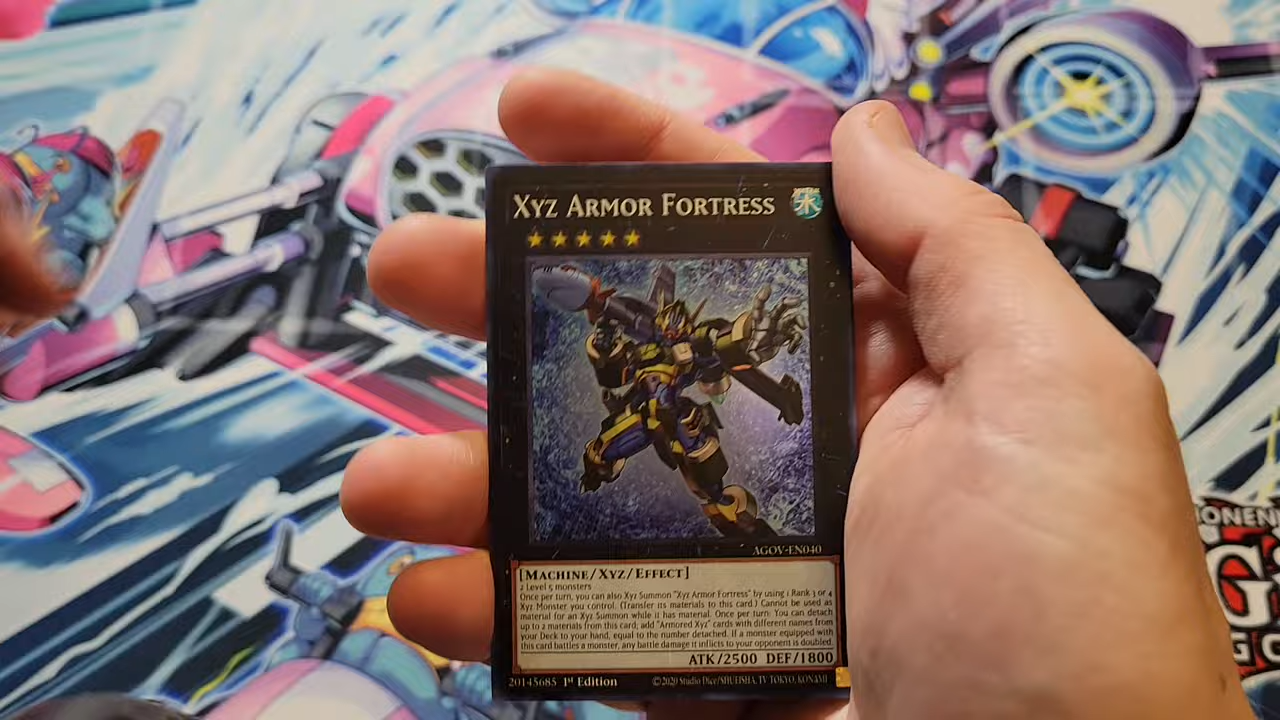 XYZ ARMOR FORTRESS
AGOV-EN040
[MACHINE/XYZ/EFFECT]
2 Level 5 monsters
Once per turn, you can also Xyz Summon "Xyz Armor Fortress" by using 1 Rank 3 or 4
Xyz Monster you control. (Transfer its materials to this card.) Cannot be used as
material for an Xyz Summon while it has material. Once per turn: You can detach
up to 2 materials from this card; add "Armored Xyz" cards with different names from
your Deck to your hand, equal to the number detached. If a monster equipped with
this card battles a monster, any battle damage it inflicts to your opponent is doubled.
ATK/2500 DEF/1800
20145685 1st Edition ©2020 Studio Dice/SHUEISHA, TV TOKYO, KONAMI